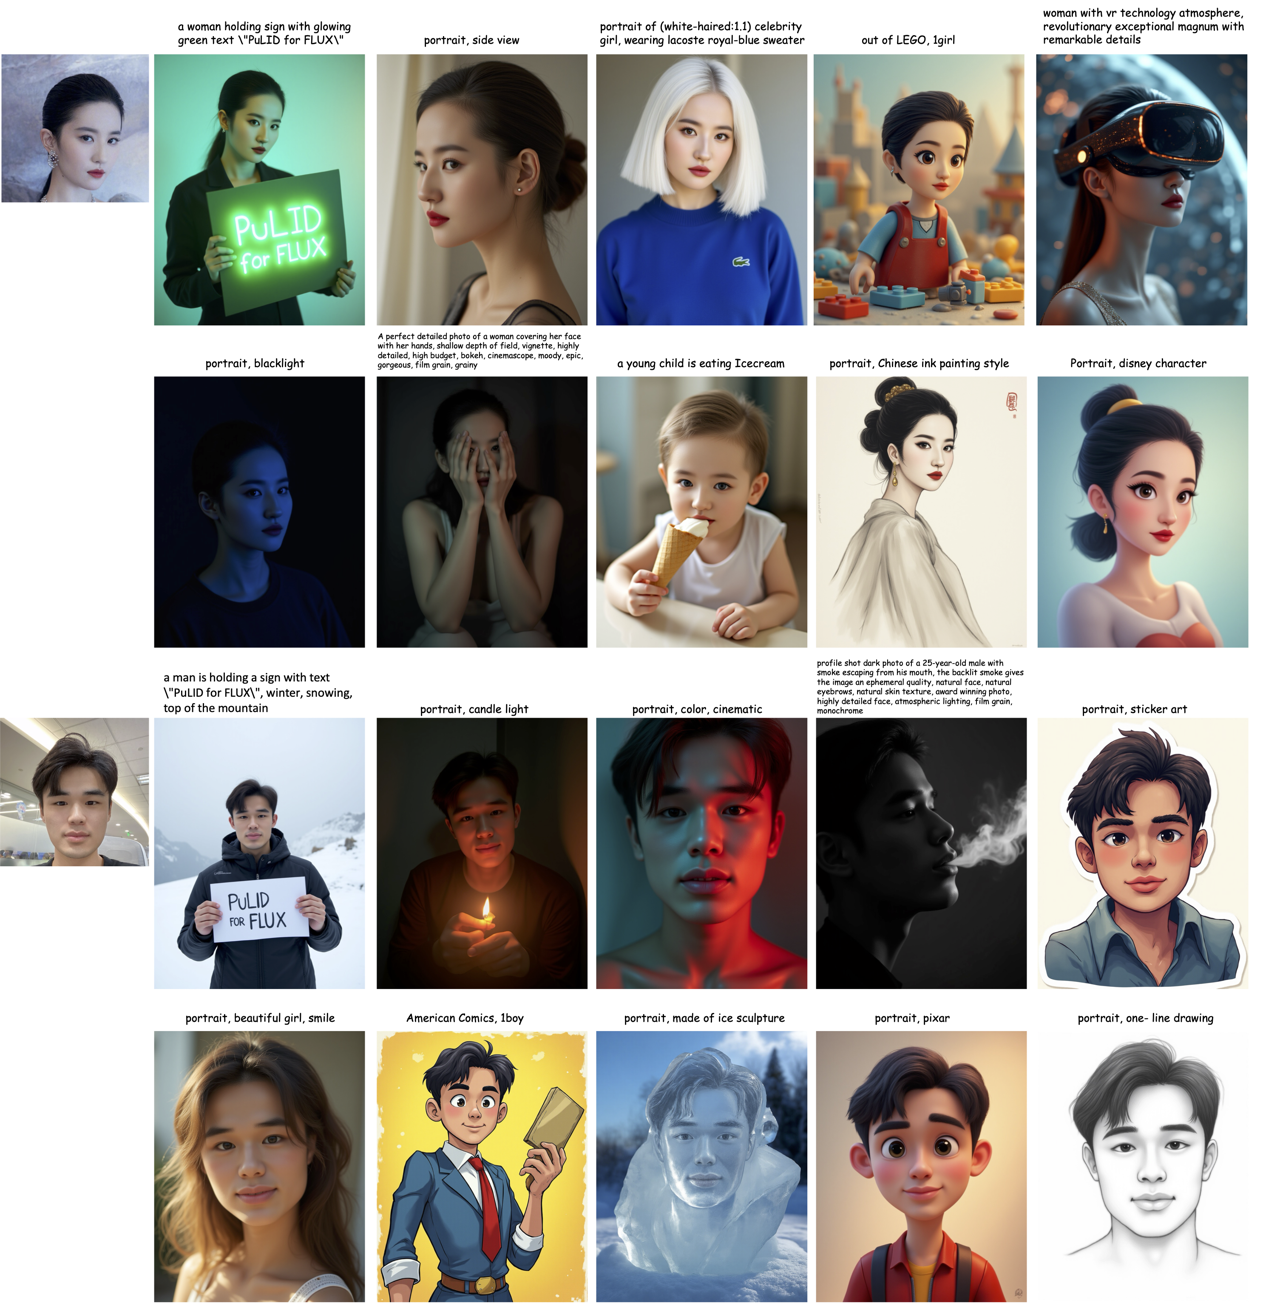 a woman holding sign with glowing
green text \"PuLID for FLUX\"
portrait, side view
portrait of (white-haired:1.1) celebrity
girl, wearing lacoste royal-blue sweater
out of LEGO, 1girl
woman with vr technology atmosphere,
revolutionary exceptional magnum with
remarkable details
PuLID
for FLUX
portrait, blacklight
A perfect detailed photo of a woman covering her face
with her hands, shallow depth of field, vignette, highly
detailed, high budget, bokeh, cinemascope, moody, epic,
gorgeous, film grain, grainy
a young child is eating Icecream
portrait, Chinese ink painting style
Portrait, disney character
a man is holding a sign with text
\"PuLID for FLUX\", winter, snowing,
top of the mountain
portrait, candle light
portrait, color, cinematic
profile shot dark photo of a 25-year-old male with
smoke escaping from his mouth, the backlit smoke gives
the image an ephemeral quality, natural face, natural
eyebrows, natural skin texture, award winning photo,
highly detailed face, atmospheric lighting, film grain,
monochrome
portrait, sticker art
PuLID
FOR FLUX
portrait, beautiful girl, smile
American Comics, 1boy
portrait, made of ice sculpture
portrait, pixar
portrait, one- line drawing